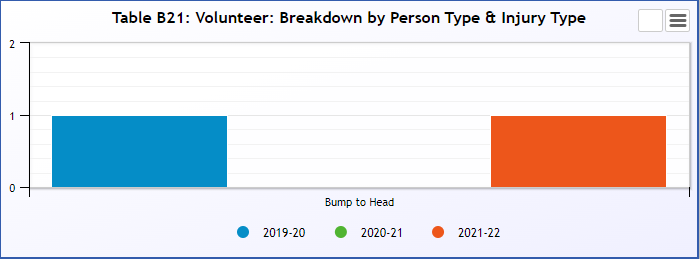 Table B21: Volunteer: Breakdown by Person Type & Injury Type
2
1
0
Bump to Head
2019-20 2020-21 2021-22